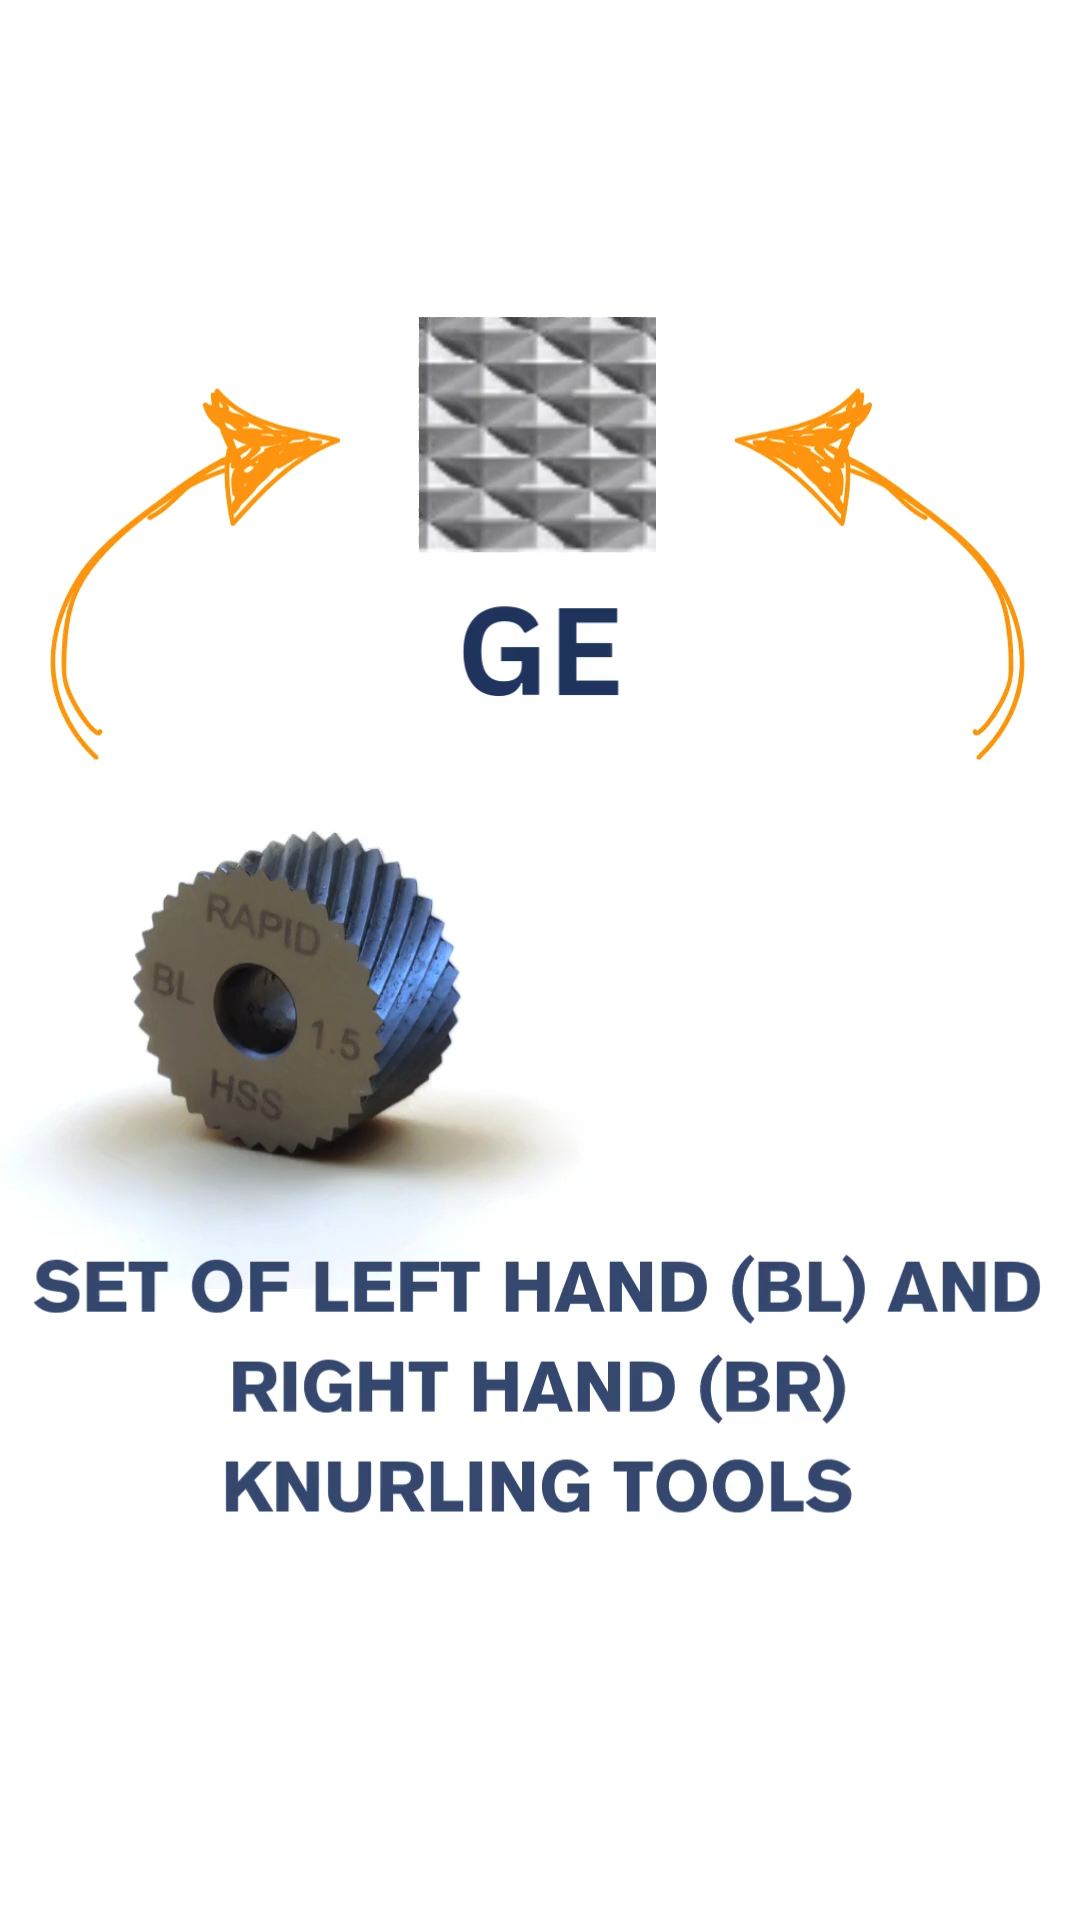 GE
RAPID
BL
1.5
HSS
SET OF LEFT HAND (BL) AND
RIGHT HAND (BR)
KNURLING TOOLS